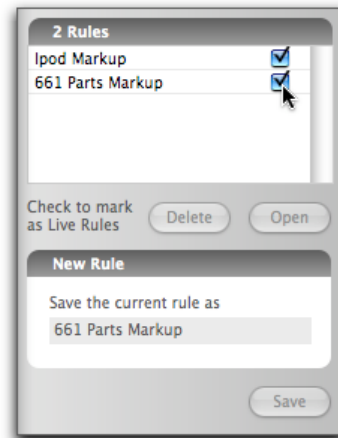 2 Rules
Ipod Markup
661 Parts Markup
Check to mark
as Live Rules
Delete
Open
New Rule
Save the current rule as
661 Parts Markup
Save